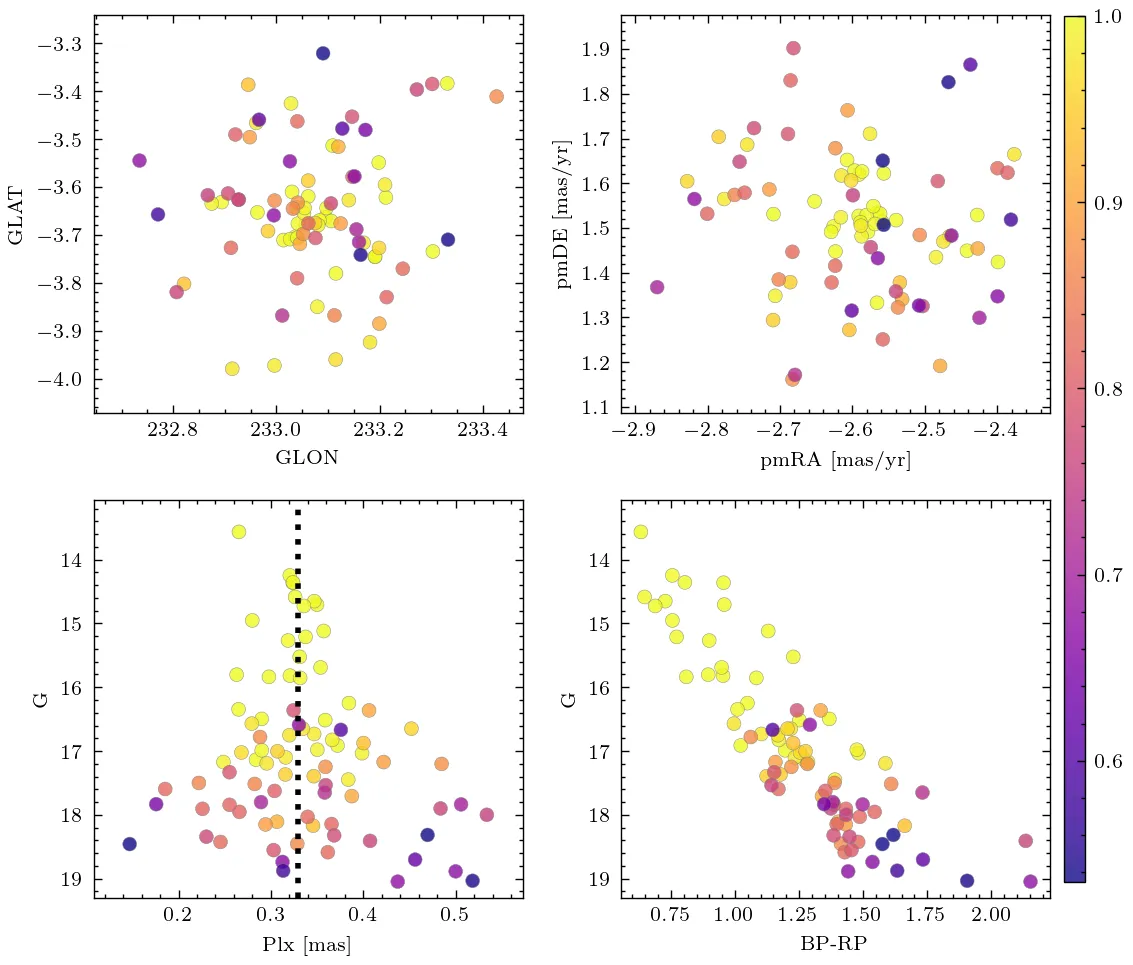 −3.3
−3.4
−3.5
−3.6
−3.7
−3.8
−3.9
−4.0
GLAT
232.8 233.0 233.2 233.4
GLON
1.9
1.8
1.7
1.6
1.5
1.4
1.3
1.2
1.1
pmDE [mas/yr]
−2.9 −2.8 −2.7 −2.6 −2.5 −2.4
pmRA [mas/yr]
14
15
16
17
18
19
G
0.2 0.3 0.4 0.5
Plx [mas]
14
15
16
17
18
19
G
0.75 1.00 1.25 1.50 1.75 2.00
BP-RP
1.0
0.9
0.8
0.7
0.6